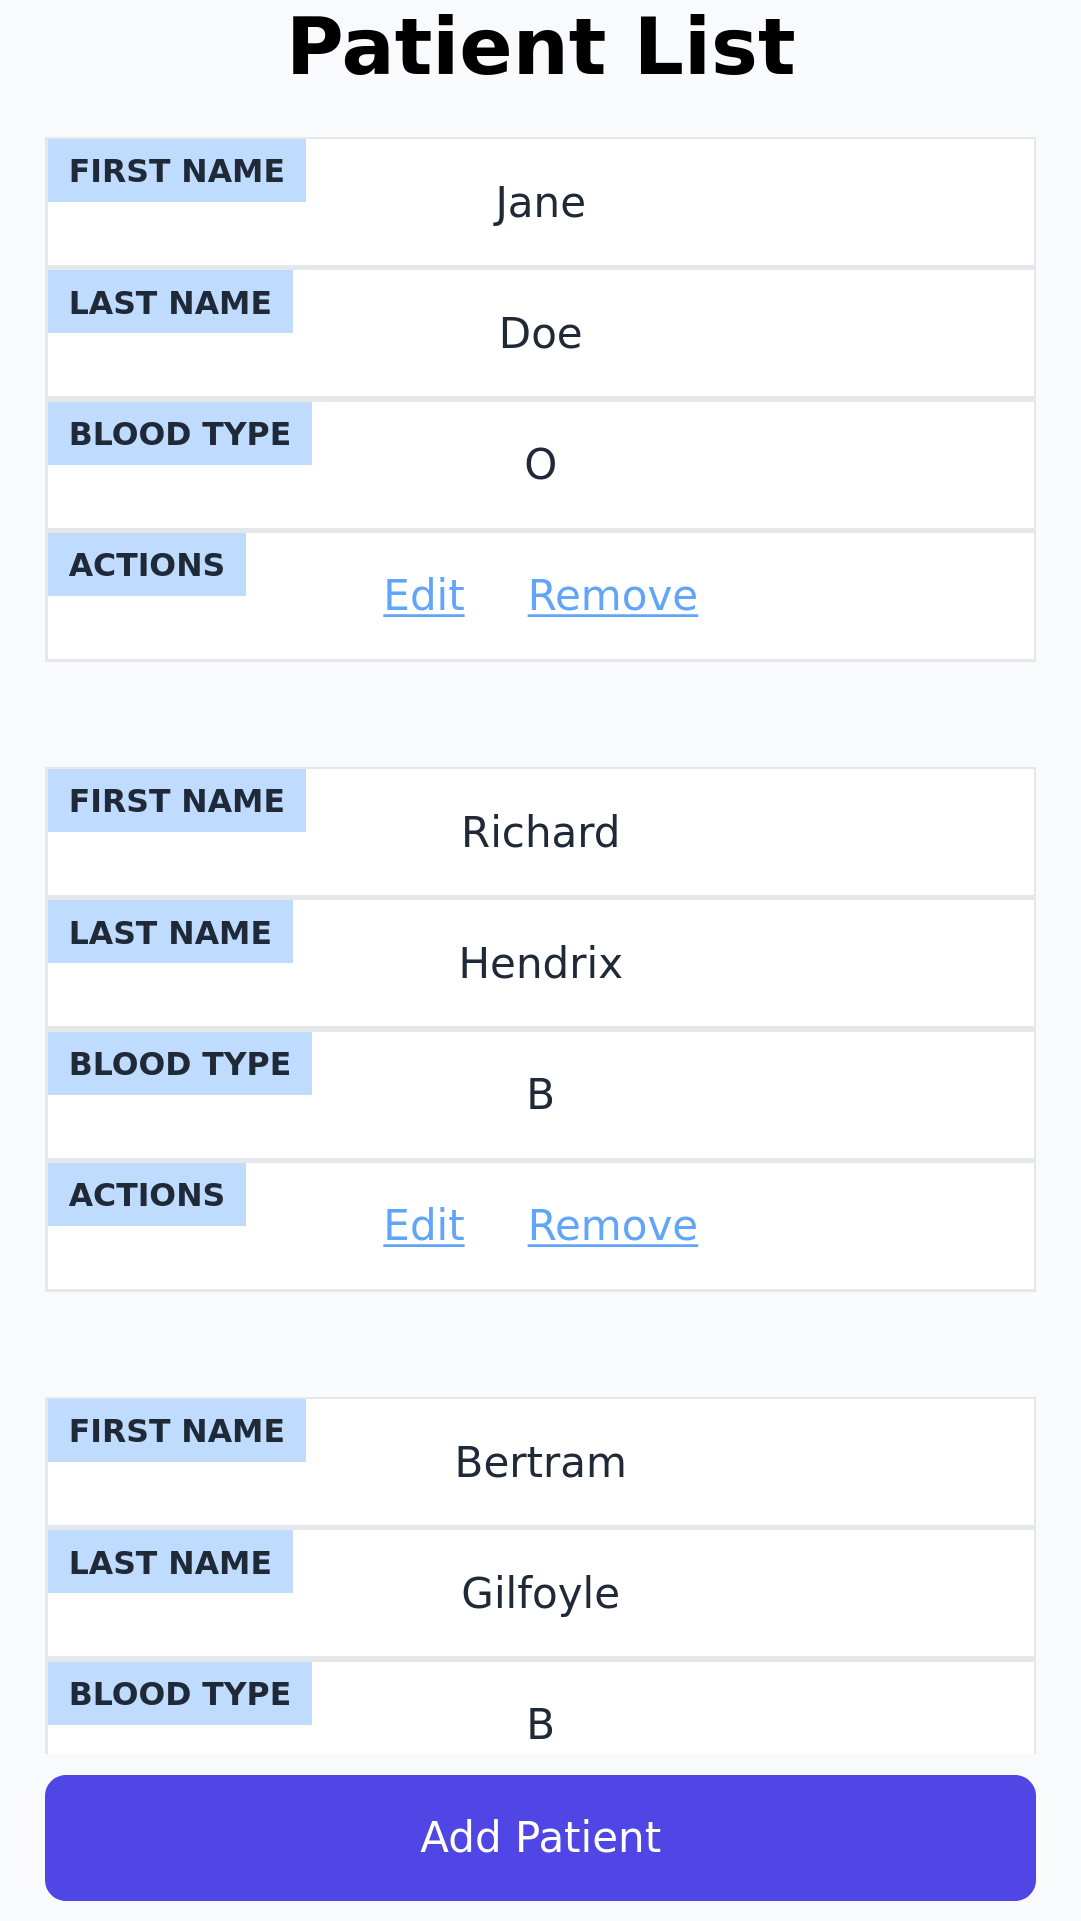 Patient List
FIRST NAME
Jane
LAST NAME
Doe
BLOOD TYPE
O
ACTIONS
Edit Remove
FIRST NAME
Richard
LAST NAME
Hendrix
BLOOD TYPE
B
ACTIONS
Edit Remove
FIRST NAME
Bertram
LAST NAME
Gilfoyle
BLOOD TYPE
B
Add Patient